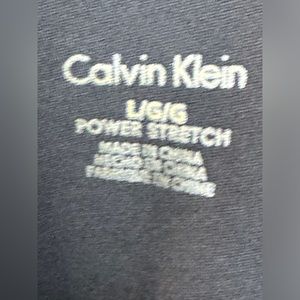 Calvin Klein
L/G/G
POWER STRETCH
MADE IN CHINA
HECHO EN CHINA
FABRIQUÉ EN CHINE